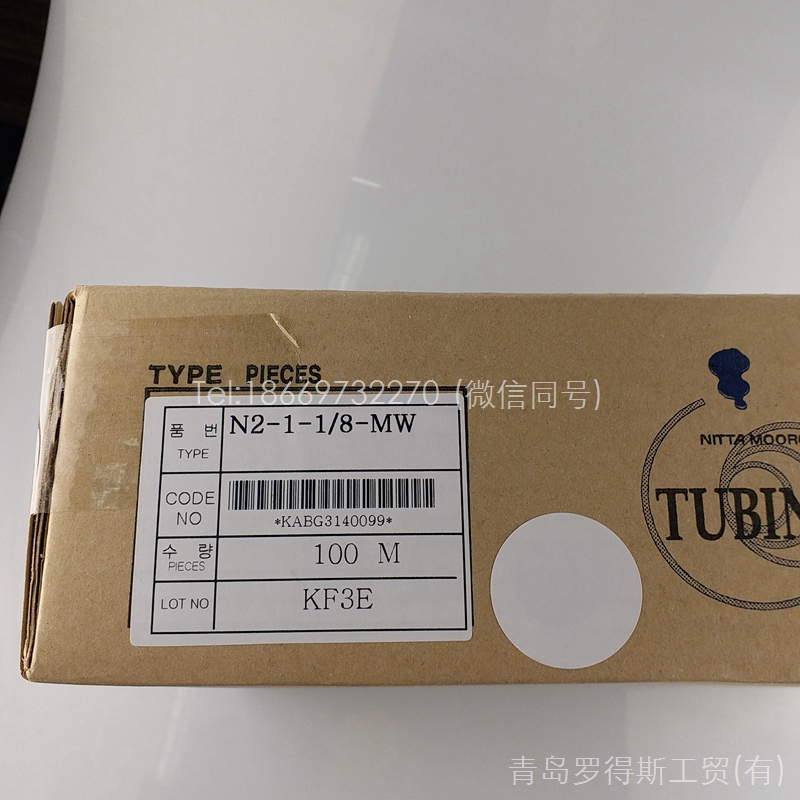 TYPE PIECES
Tel:18669732270 (微信同号)
품 번 TYPE N2-1-1/8-MW
CODE NO *KABG3140099*
수 량 PIECES 100 M
LOT NO KF3E
NITTA MOOR
TUBIN
青岛罗得斯工贸(有)